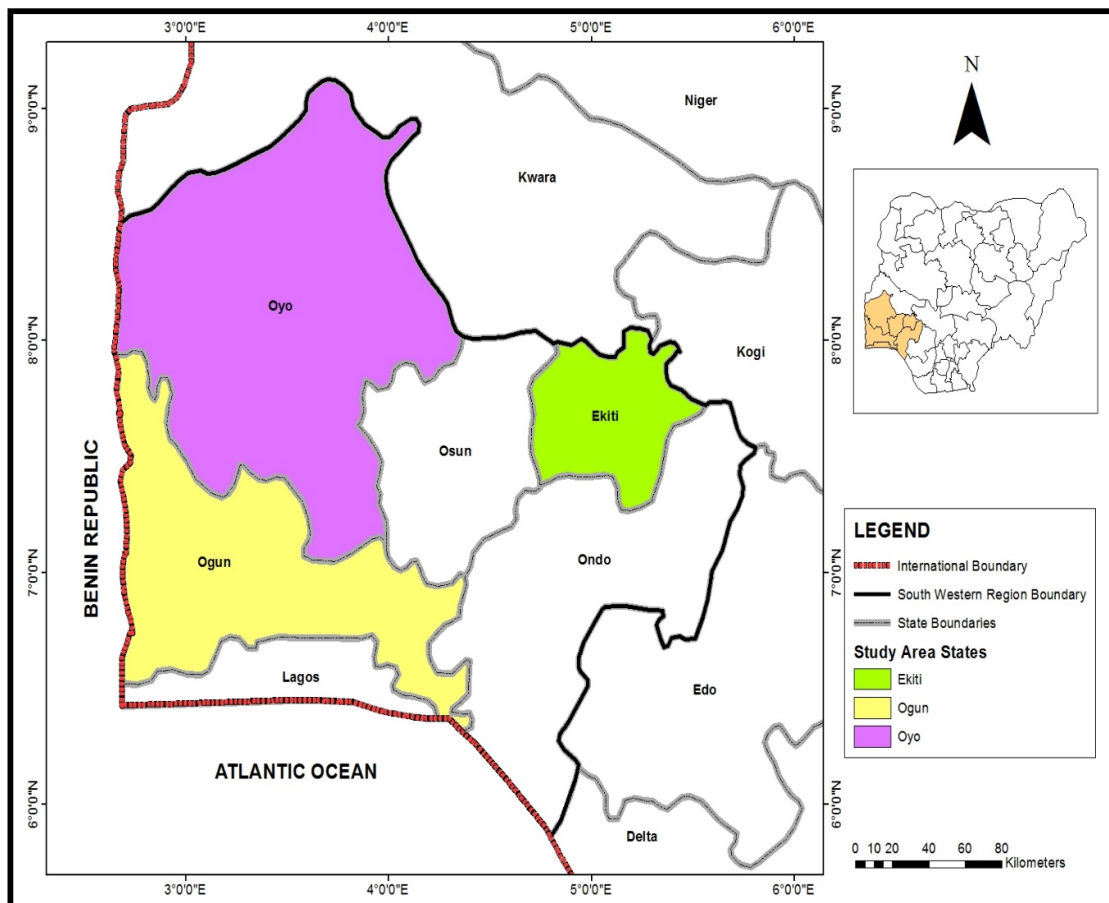 3°0'0"E
4°0'0"E
5°0'0"E
6°0'0"E
9°0'0"N
9°0'0"N
Niger
Kwara
N
Oyo
8°0'0"N
8°0'0"N
Kogi
Ekiti
Osun
BENIN REPUBLIC
Ogun
Ondo
7°0'0"N
7°0'0"N
Lagos
Edo
ATLANTIC OCEAN
6°0'0"N
6°0'0"N
Delta
3°0'0"E
4°0'0"E
5°0'0"E
6°0'0"E
LEGEND
International Boundary
South Western Region Boundary
State Boundaries
Study Area States
Ekiti
Ogun
Oyo
0 10 20 40 60 80
Kilometers